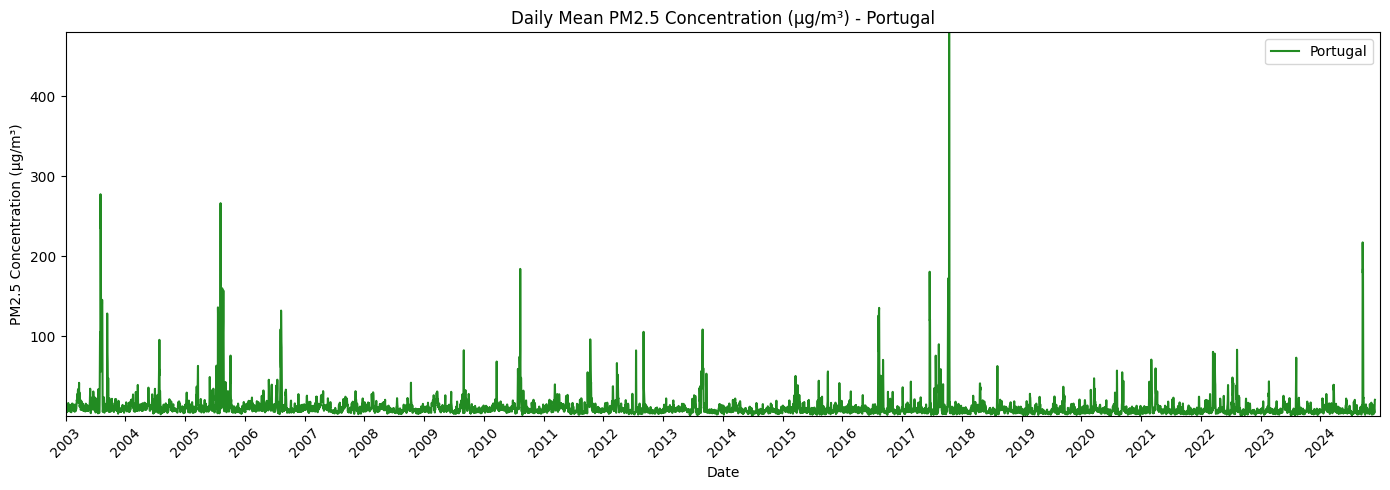 Daily Mean PM2.5 Concentration (µg/m³) - Portugal
Portugal
PM2.5 Concentration (µg/m³)
400
300
200
100
2003 2004 2005 2006 2007 2008 2009 2010 2011 2012 2013 2014 2015 2016 2017 2018 2019 2020 2021 2022 2023 2024
Date